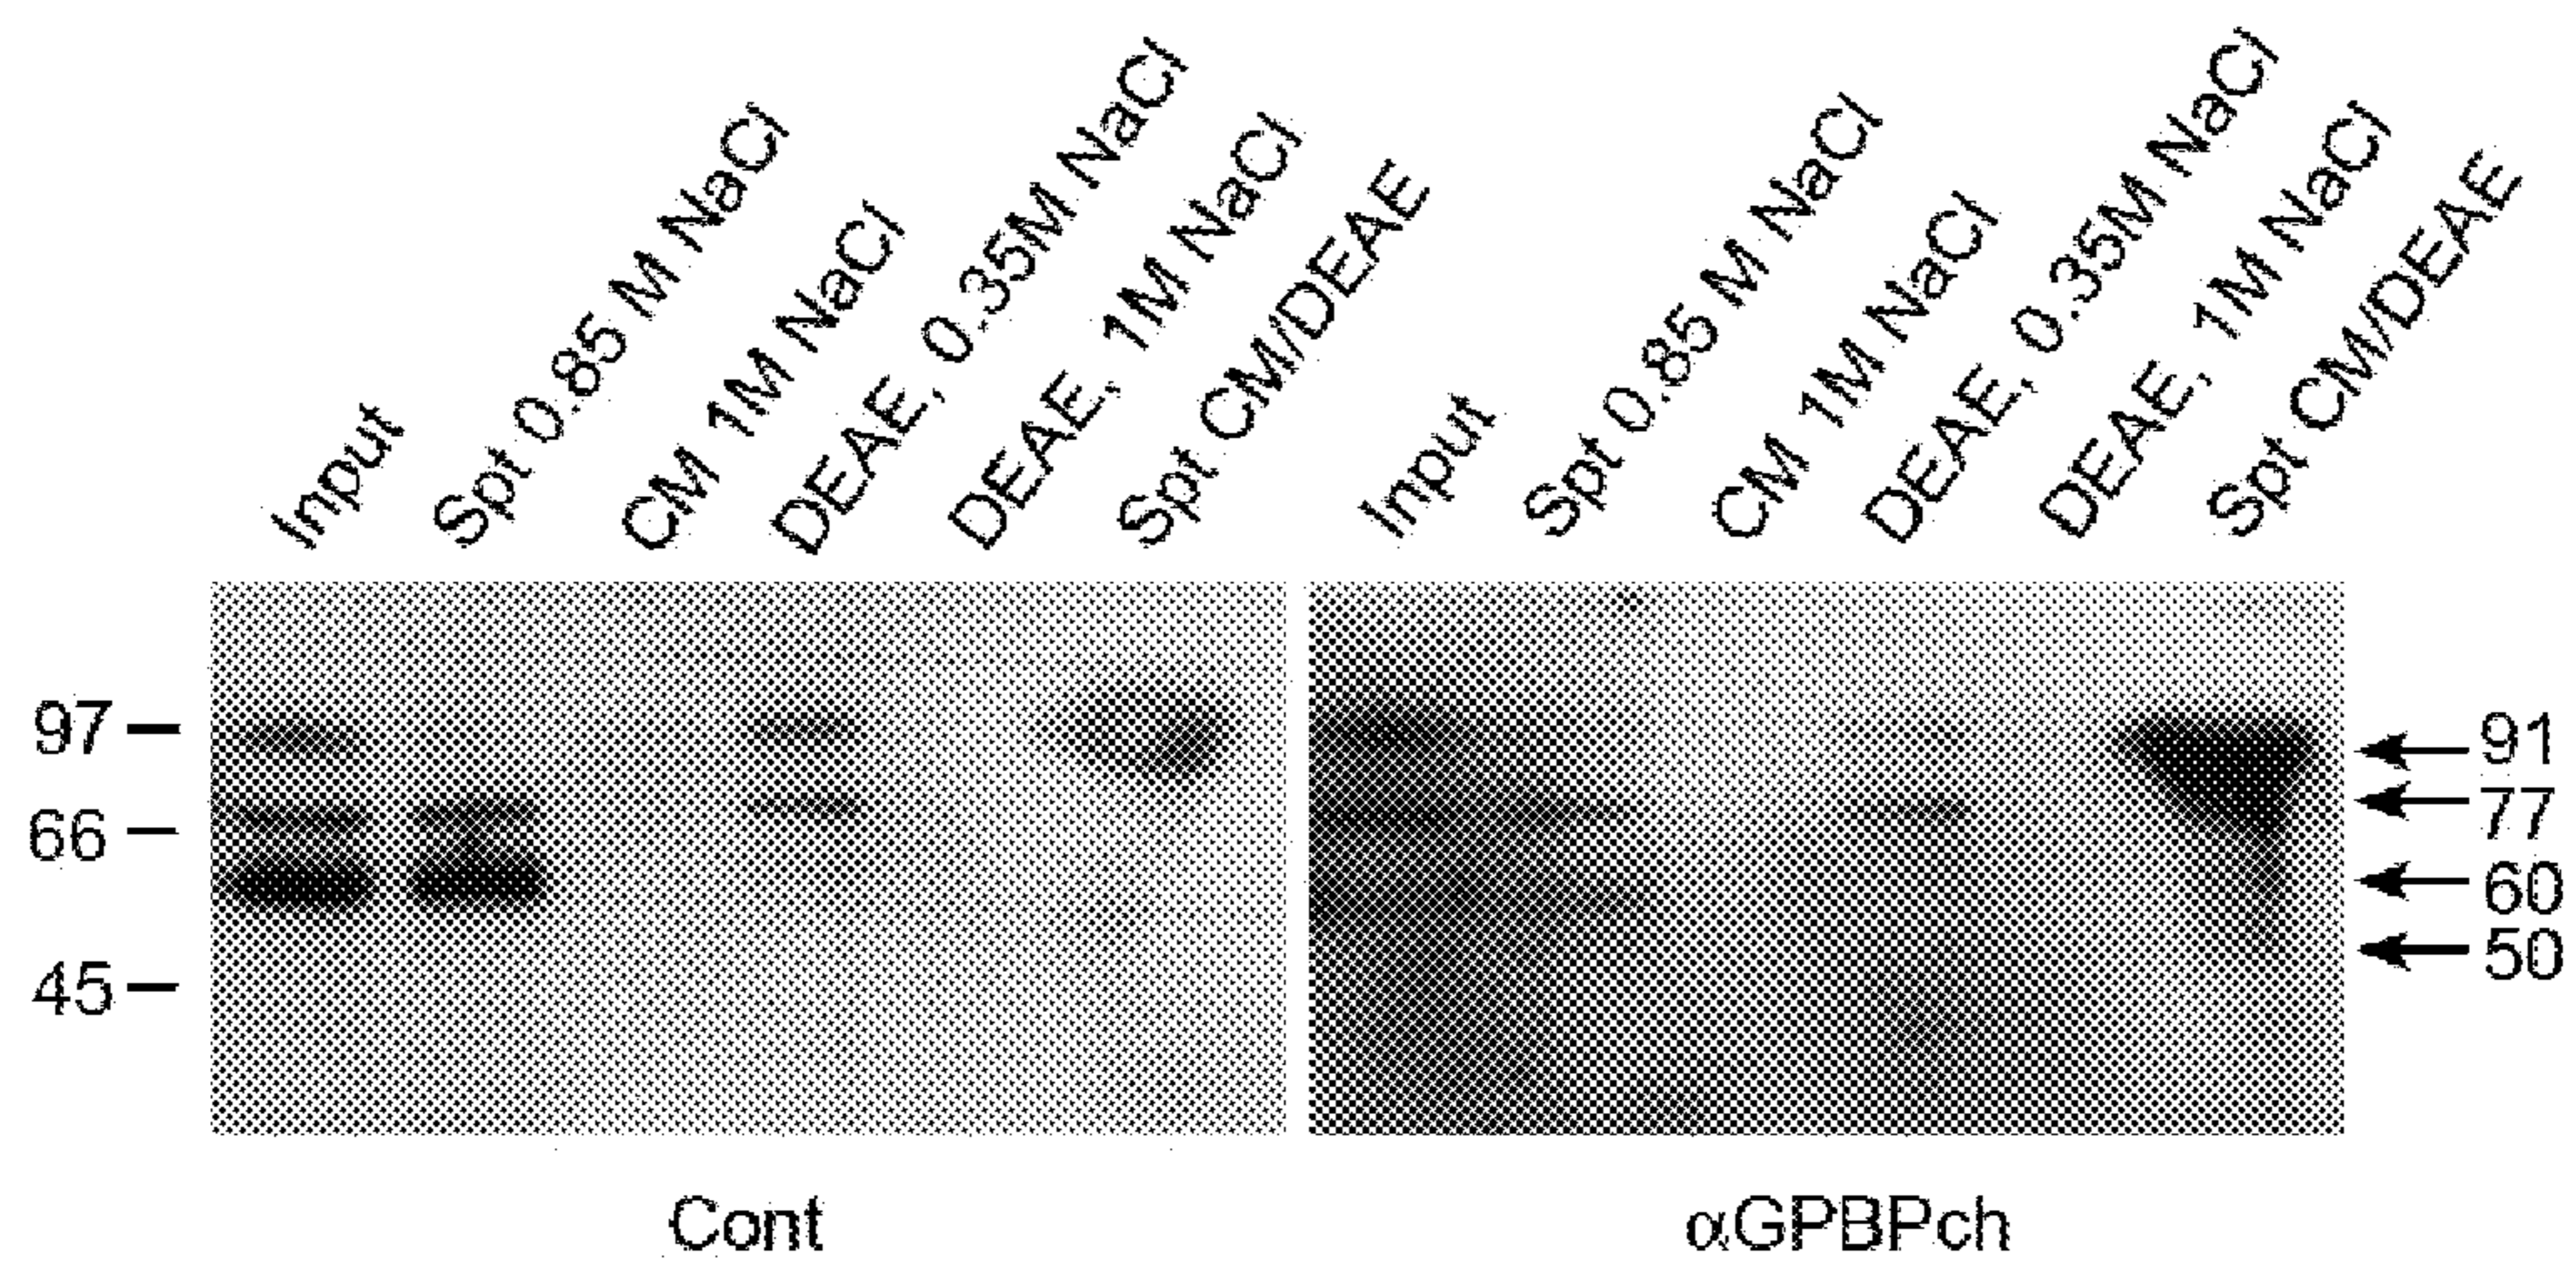 Input
Spt 0.85 M NaCl
CM 1M NaCl
DEAE, 0.35M NaCl
DEAE, 1M NaCl
Spt CM/DEAE
Input
Spt 0.85 M NaCl
CM 1M NaCl
DEAE, 0.35M NaCl
DEAE, 1M NaCl
Spt CM/DEAE
97
66
45
91
77
60
50
Cont
αGPBPch